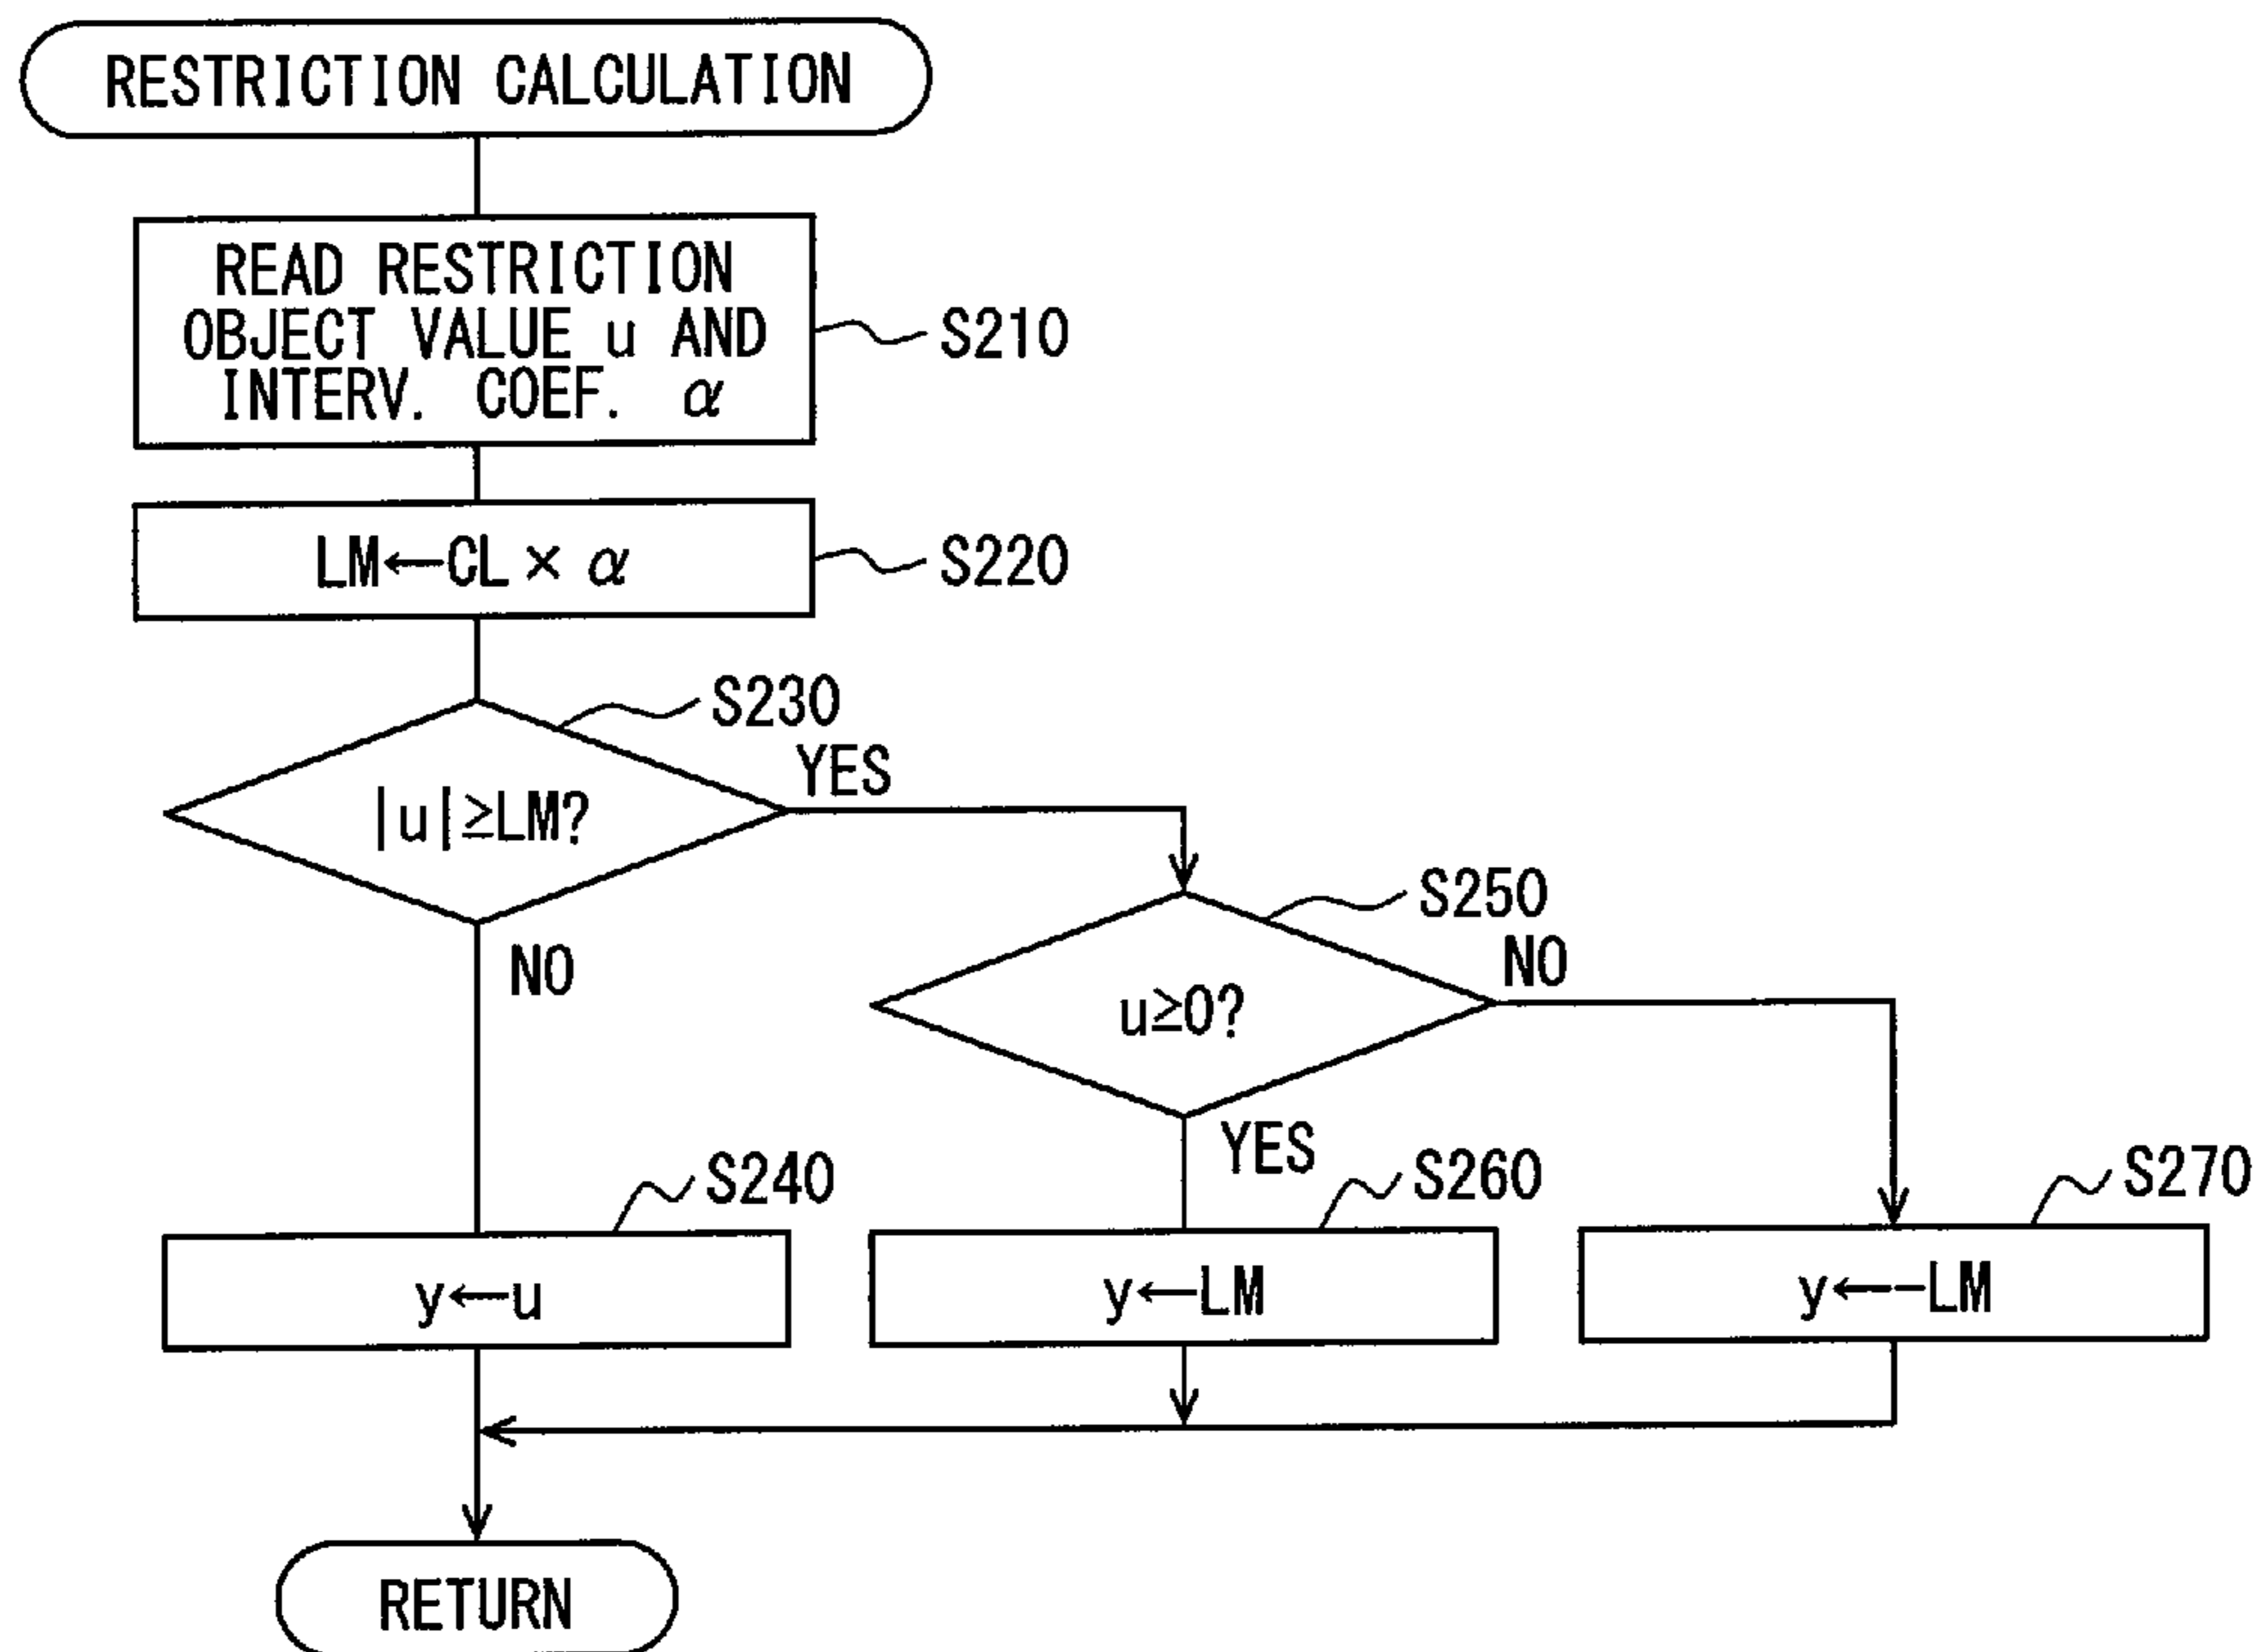 RESTRICTION CALCULATION
READ RESTRICTION
OBJECT VALUE u AND
INTERV. COEF. α
S210
LM←CL × α
S220
S230
|u|≥LM?
YES
NO
S250
u≥0?
NO
YES
S240
y←u
S260
y←LM
S270
y←-LM
RETURN